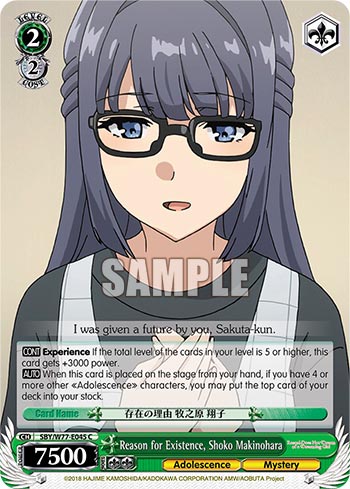 LEVEL
2
2
COST
SAMPLE
I was given a future by you, Sakuta-kun.
CONT Experience If the total level of the cards in your level is 5 or higher, this
card gets +3000 power.
AUTO When this card is placed on the stage from your hand, if you have 4 or
more other «Adolescence» characters, you may put the top card of your
deck into your stock.
Card Name
存在の理由 牧之原 翔子
CH SBY/W77-E045 C
Reason for Existence, Shoko Makinohara
7500
Adolescence
Mystery
©2018 HAJIME KAMOSHIDA/KADOKAWA CORPORATION AMW/AOBUTA Project